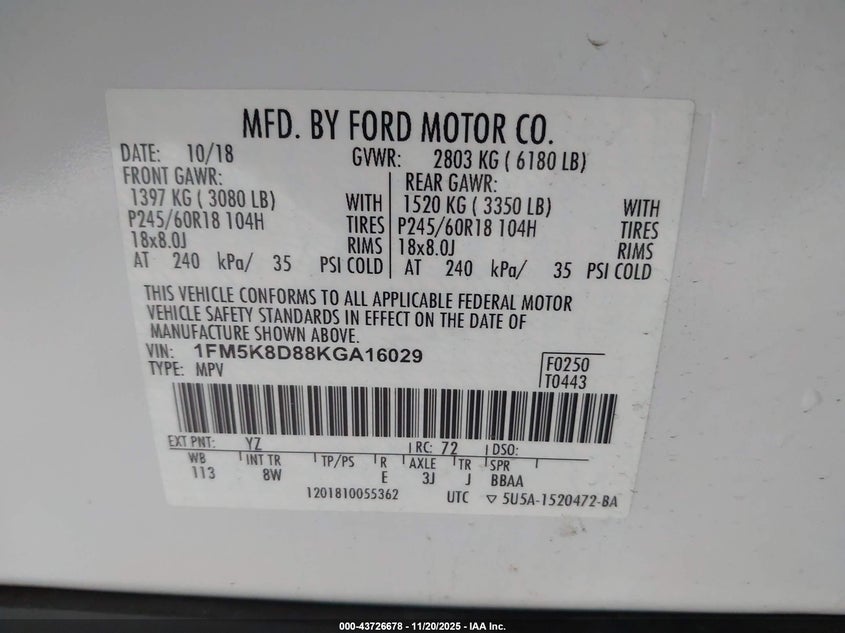 MFD. BY FORD MOTOR CO.
DATE: 10/18 GVWR: 2803 KG ( 6180 LB)
FRONT GAWR: REAR GAWR:
1397 KG ( 3080 LB) WITH 1520 KG ( 3350 LB) WITH
P245/60R18 104H TIRES P245/60R18 104H TIRES
18x8.0J RIMS 18x8.0J RIMS
AT 240 kPa/ 35 PSI COLD AT 240 kPa/ 35 PSI COLD
THIS VEHICLE CONFORMS TO ALL APPLICABLE FEDERAL MOTOR
VEHICLE SAFETY STANDARDS IN EFFECT ON THE DATE OF
MANUFACTURE SHOWN ABOVE.
VIN: 1FM5K8D88KGA16029
TYPE: MPV
F0250
T0443
EXT PNT: YZ RC: 72 DSO:
WB INT TR TP/PS R AXLE TR SPR
113 8W E 3J J BBAA
1201810055362 UTC ▽ 5U5A-1520472-BA
000-43726678 - 11/20/2025 - IAA Inc.